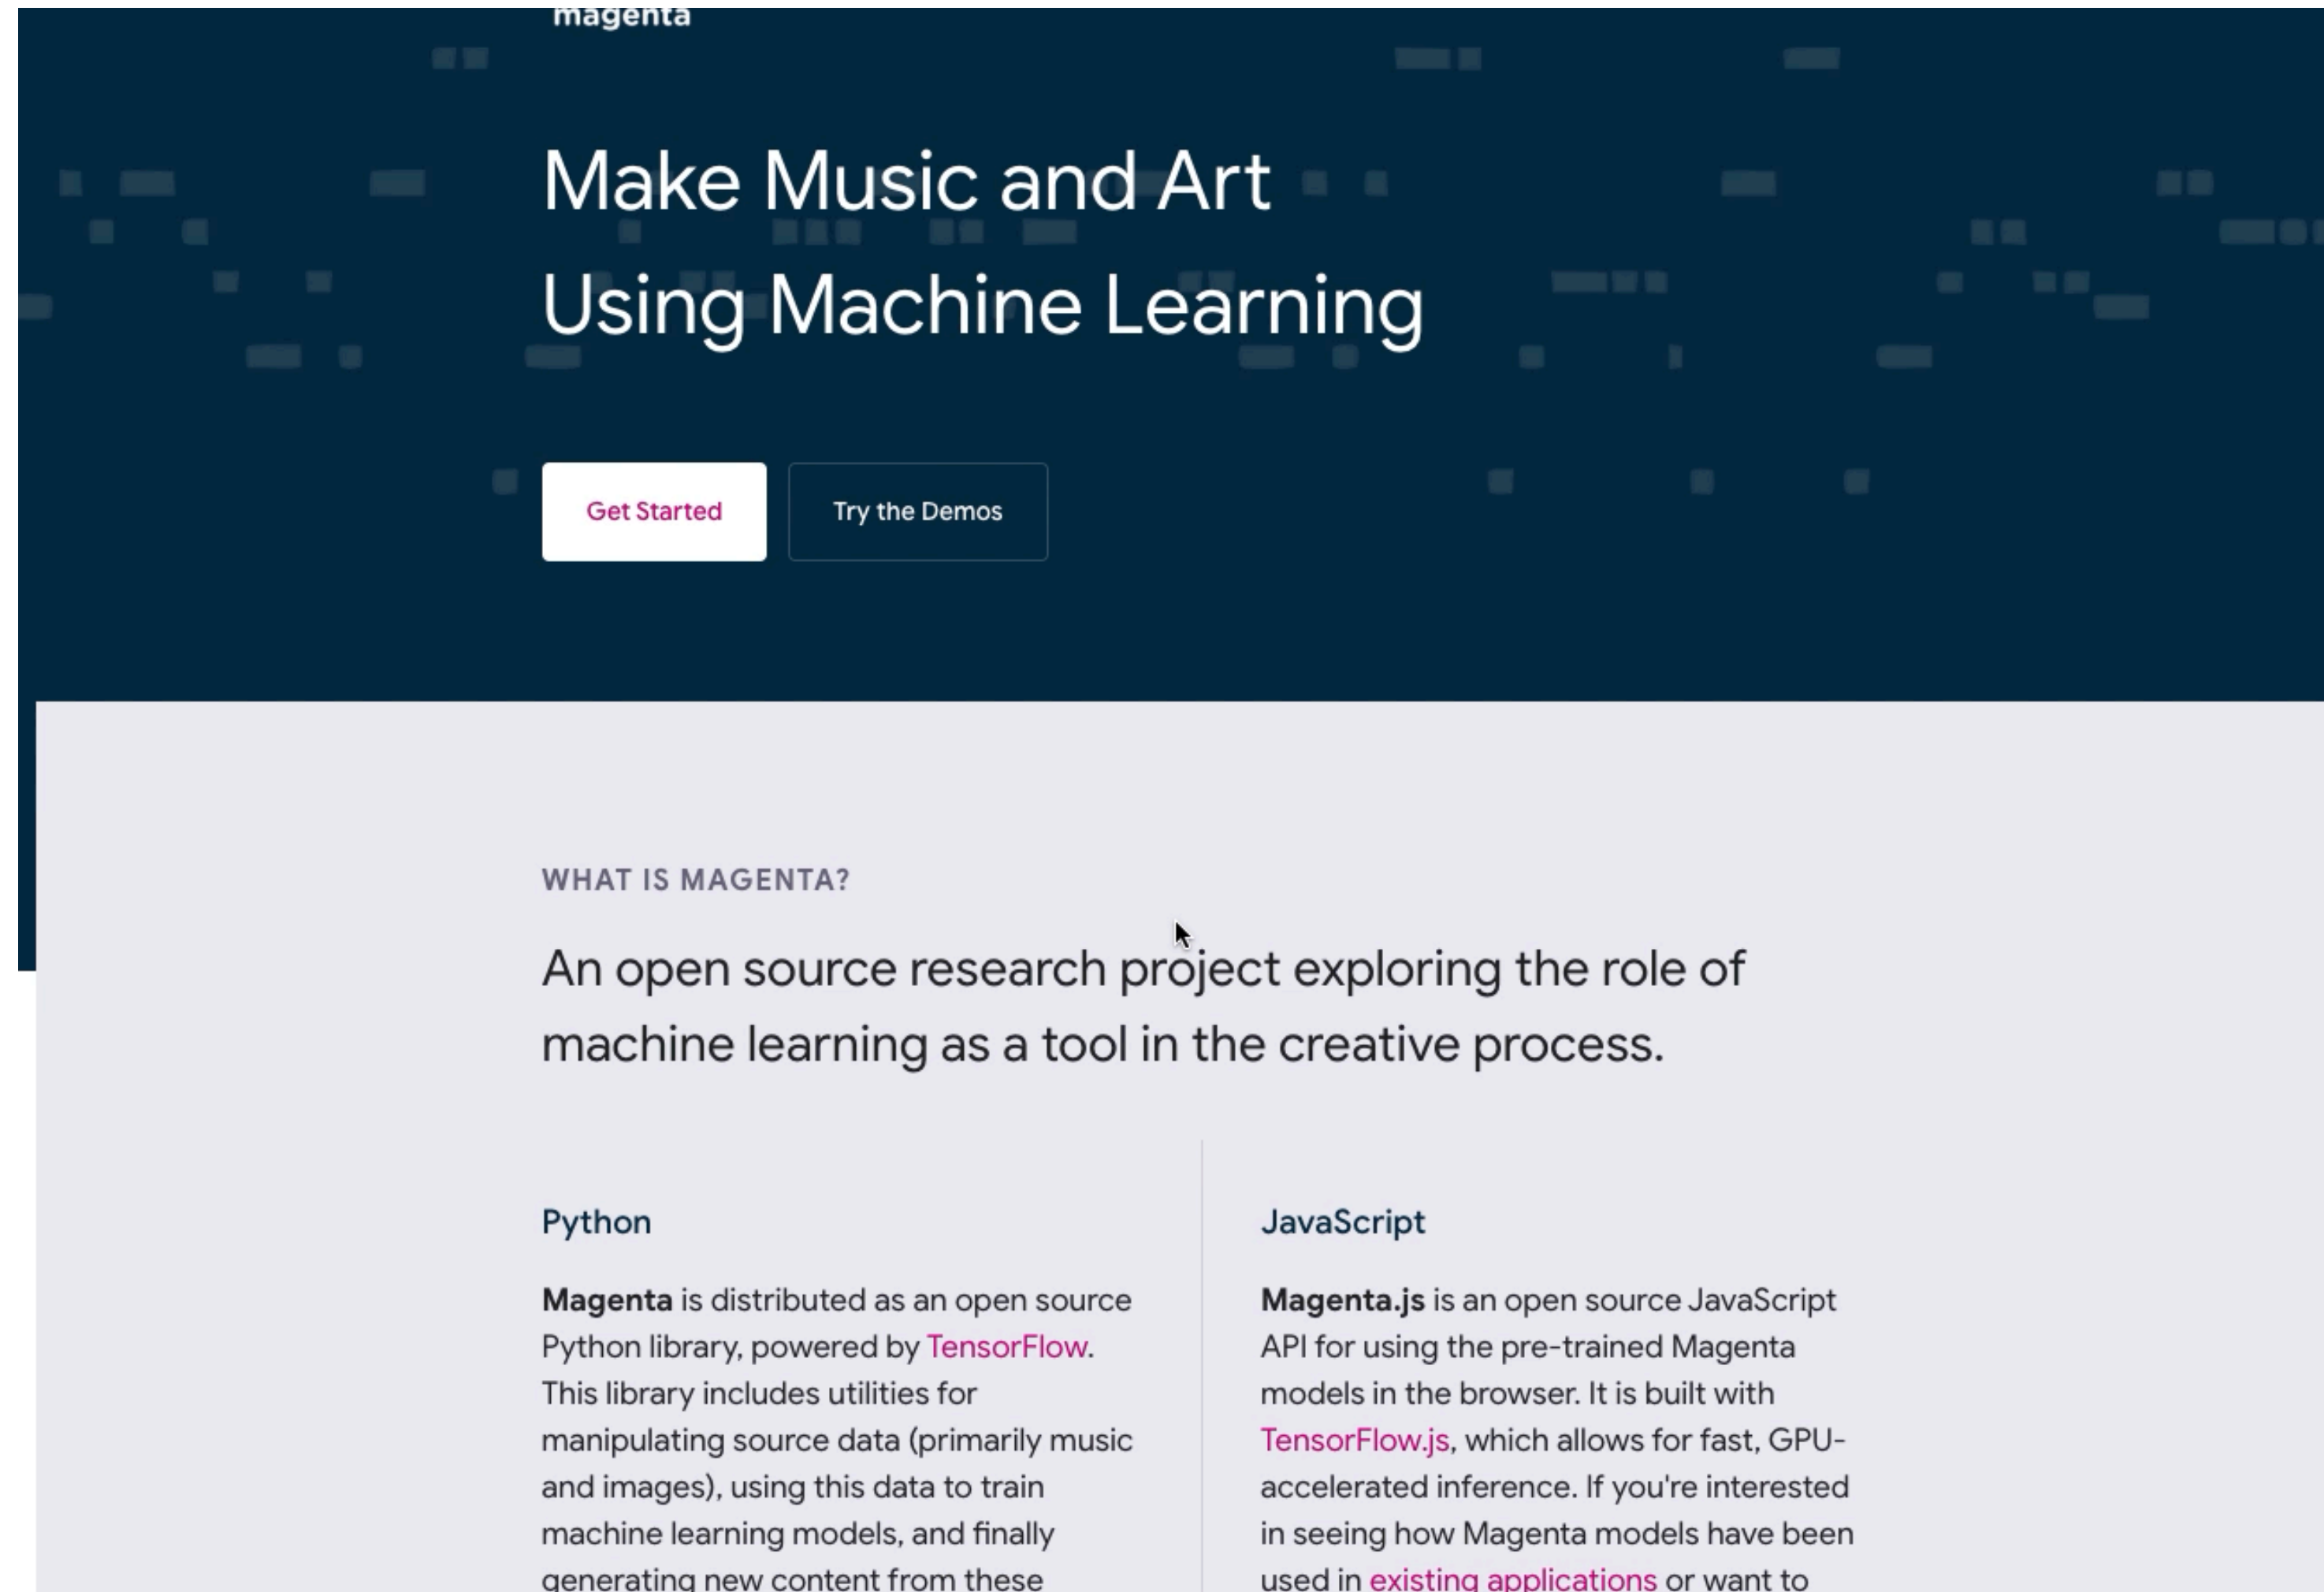 magenta
Make Music and Art
Using Machine Learning
Get Started
Try the Demos
WHAT IS MAGENTA?
An open source research project exploring the role of
machine learning as a tool in the creative process.
Python
Magenta is distributed as an open source
Python library, powered by TensorFlow.
This library includes utilities for
manipulating source data (primarily music
and images), using this data to train
machine learning models, and finally
generating new content from these
JavaScript
Magenta.js is an open source JavaScript
API for using the pre-trained Magenta
models in the browser. It is built with
TensorFlow.js, which allows for fast, GPU-
accelerated inference. If you're interested
in seeing how Magenta models have been
used in existing applications or want to